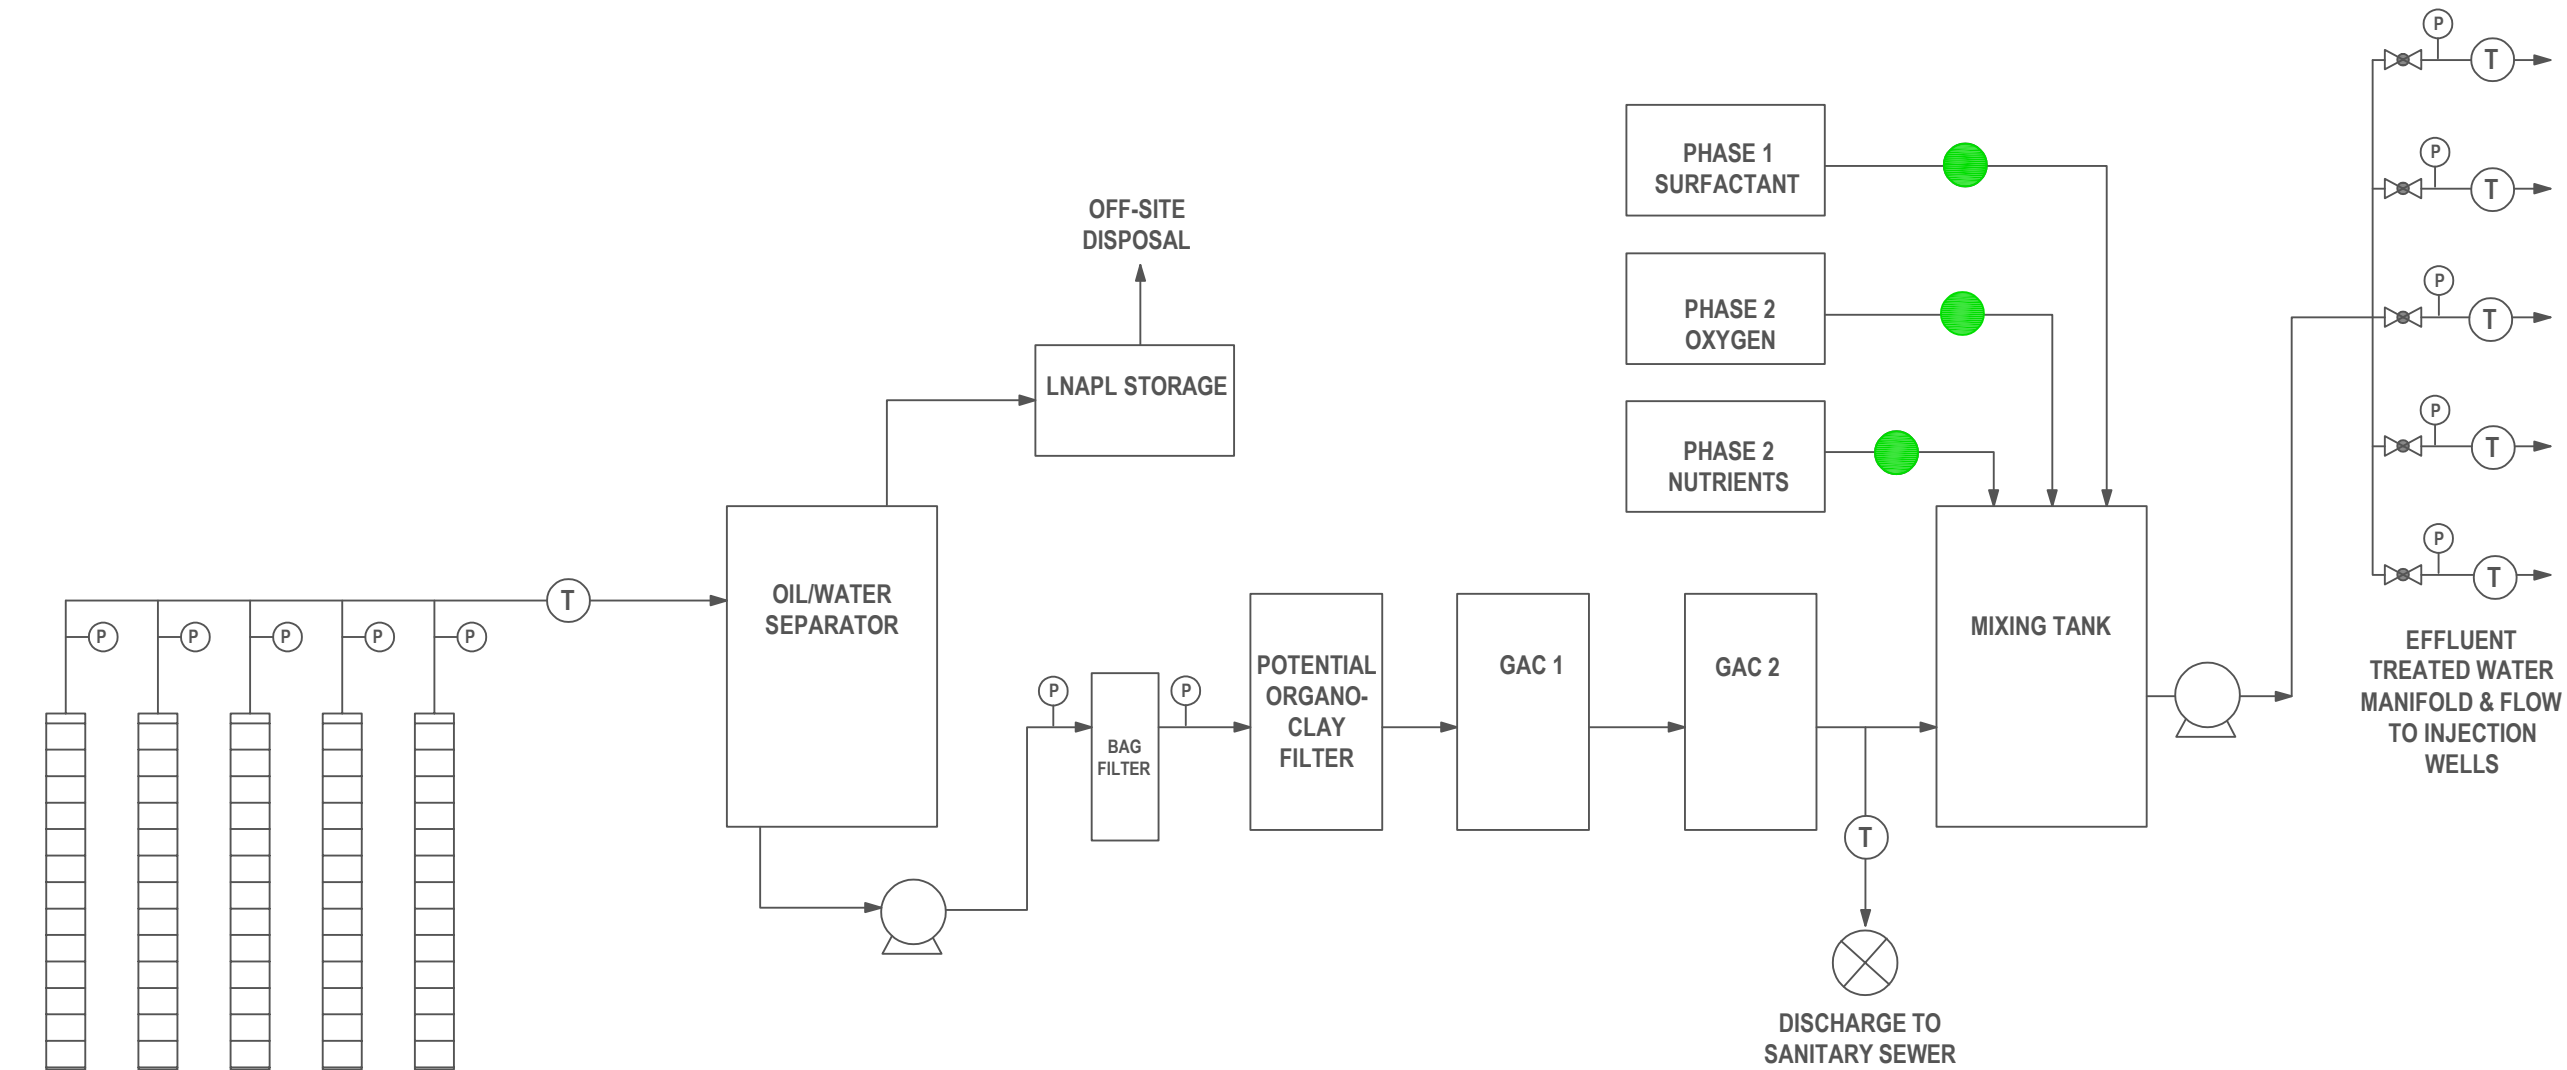 P
T
P
T
P
T
P
T
P
T
EFFLUENT
TREATED WATER
MANIFOLD & FLOW
TO INJECTION
WELLS
PHASE 1
SURFACTANT
PHASE 2
OXYGEN
PHASE 2
NUTRIENTS
OFF-SITE
DISPOSAL
LNAPL STORAGE
OIL/WATER
SEPARATOR
T
P
P
P
P
P
P
BAG
FILTER
P
POTENTIAL
ORGANO-
CLAY
FILTER
GAC 1
GAC 2
MIXING TANK
T
DISCHARGE TO
SANITARY SEWER